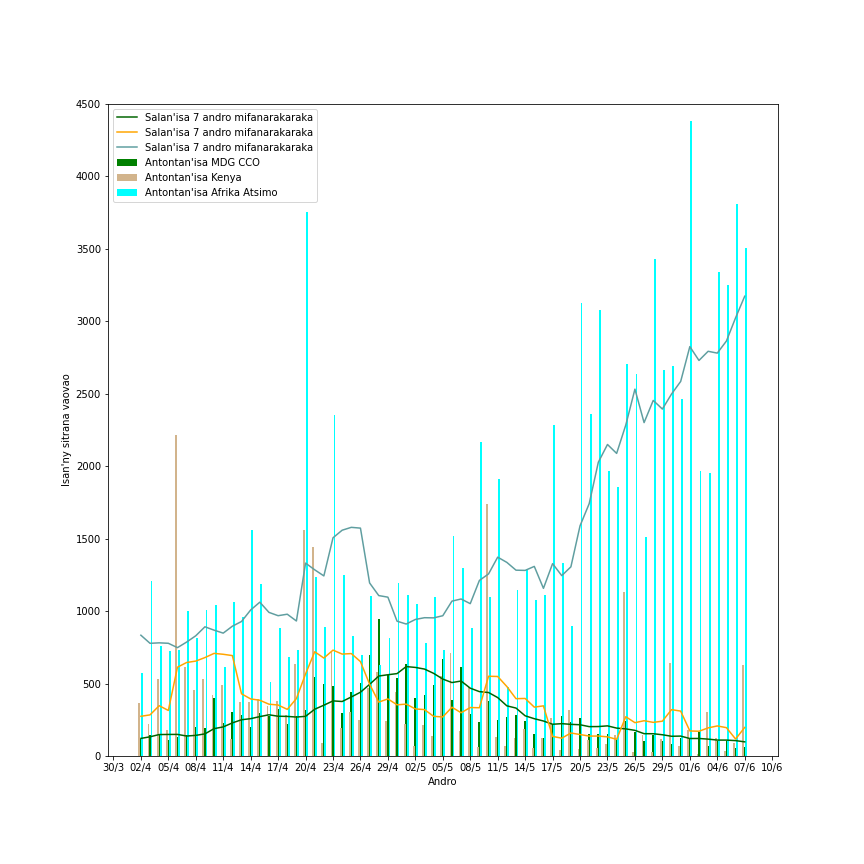 4500
4000
3500
3000
2500
2000
1500
1000
500
0
Isan'ny sitrana vaovao
Salan'isa 7 andro mifanarakaraka
Salan'isa 7 andro mifanarakaraka
Salan'isa 7 andro mifanarakaraka
Antontan'isa MDG CCO
Antontan'isa Kenya
Antontan'isa Afrika Atsimo
30/3 02/4 05/4 08/4 11/4 14/4 17/4 20/4 23/4 26/4 29/4 02/5 05/5 08/5 11/5 14/5 17/5 20/5 23/5 26/5 29/5 01/6 04/6 07/6 10/6
Andro